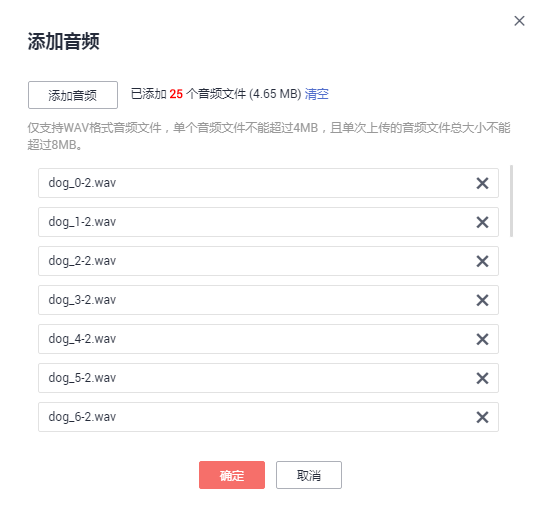 添加音频
添加音频 已添加 25 个音频文件 (4.65 MB) 清空
仅支持WAV格式音频文件，单个音频文件不能超过4MB，且单次上传的音频文件总大小不能
超过8MB。
dog_0-2.wav
dog_1-2.wav
dog_2-2.wav
dog_3-2.wav
dog_4-2.wav
dog_5-2.wav
dog_6-2.wav
确定 取消